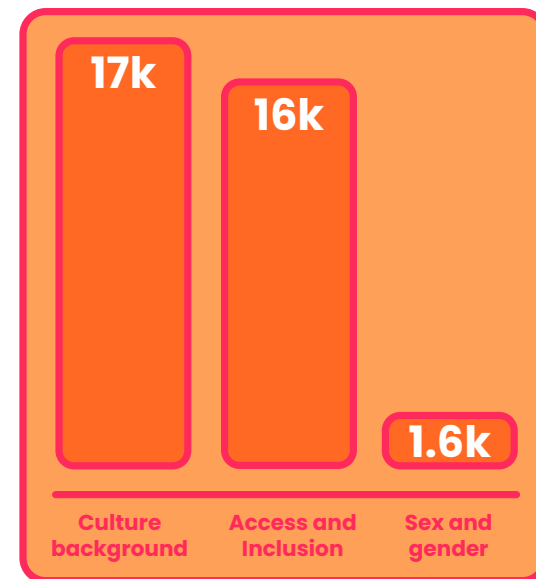 17k
16k
1.6k
Culture
background
Access and
Inclusion
Sex and
gender